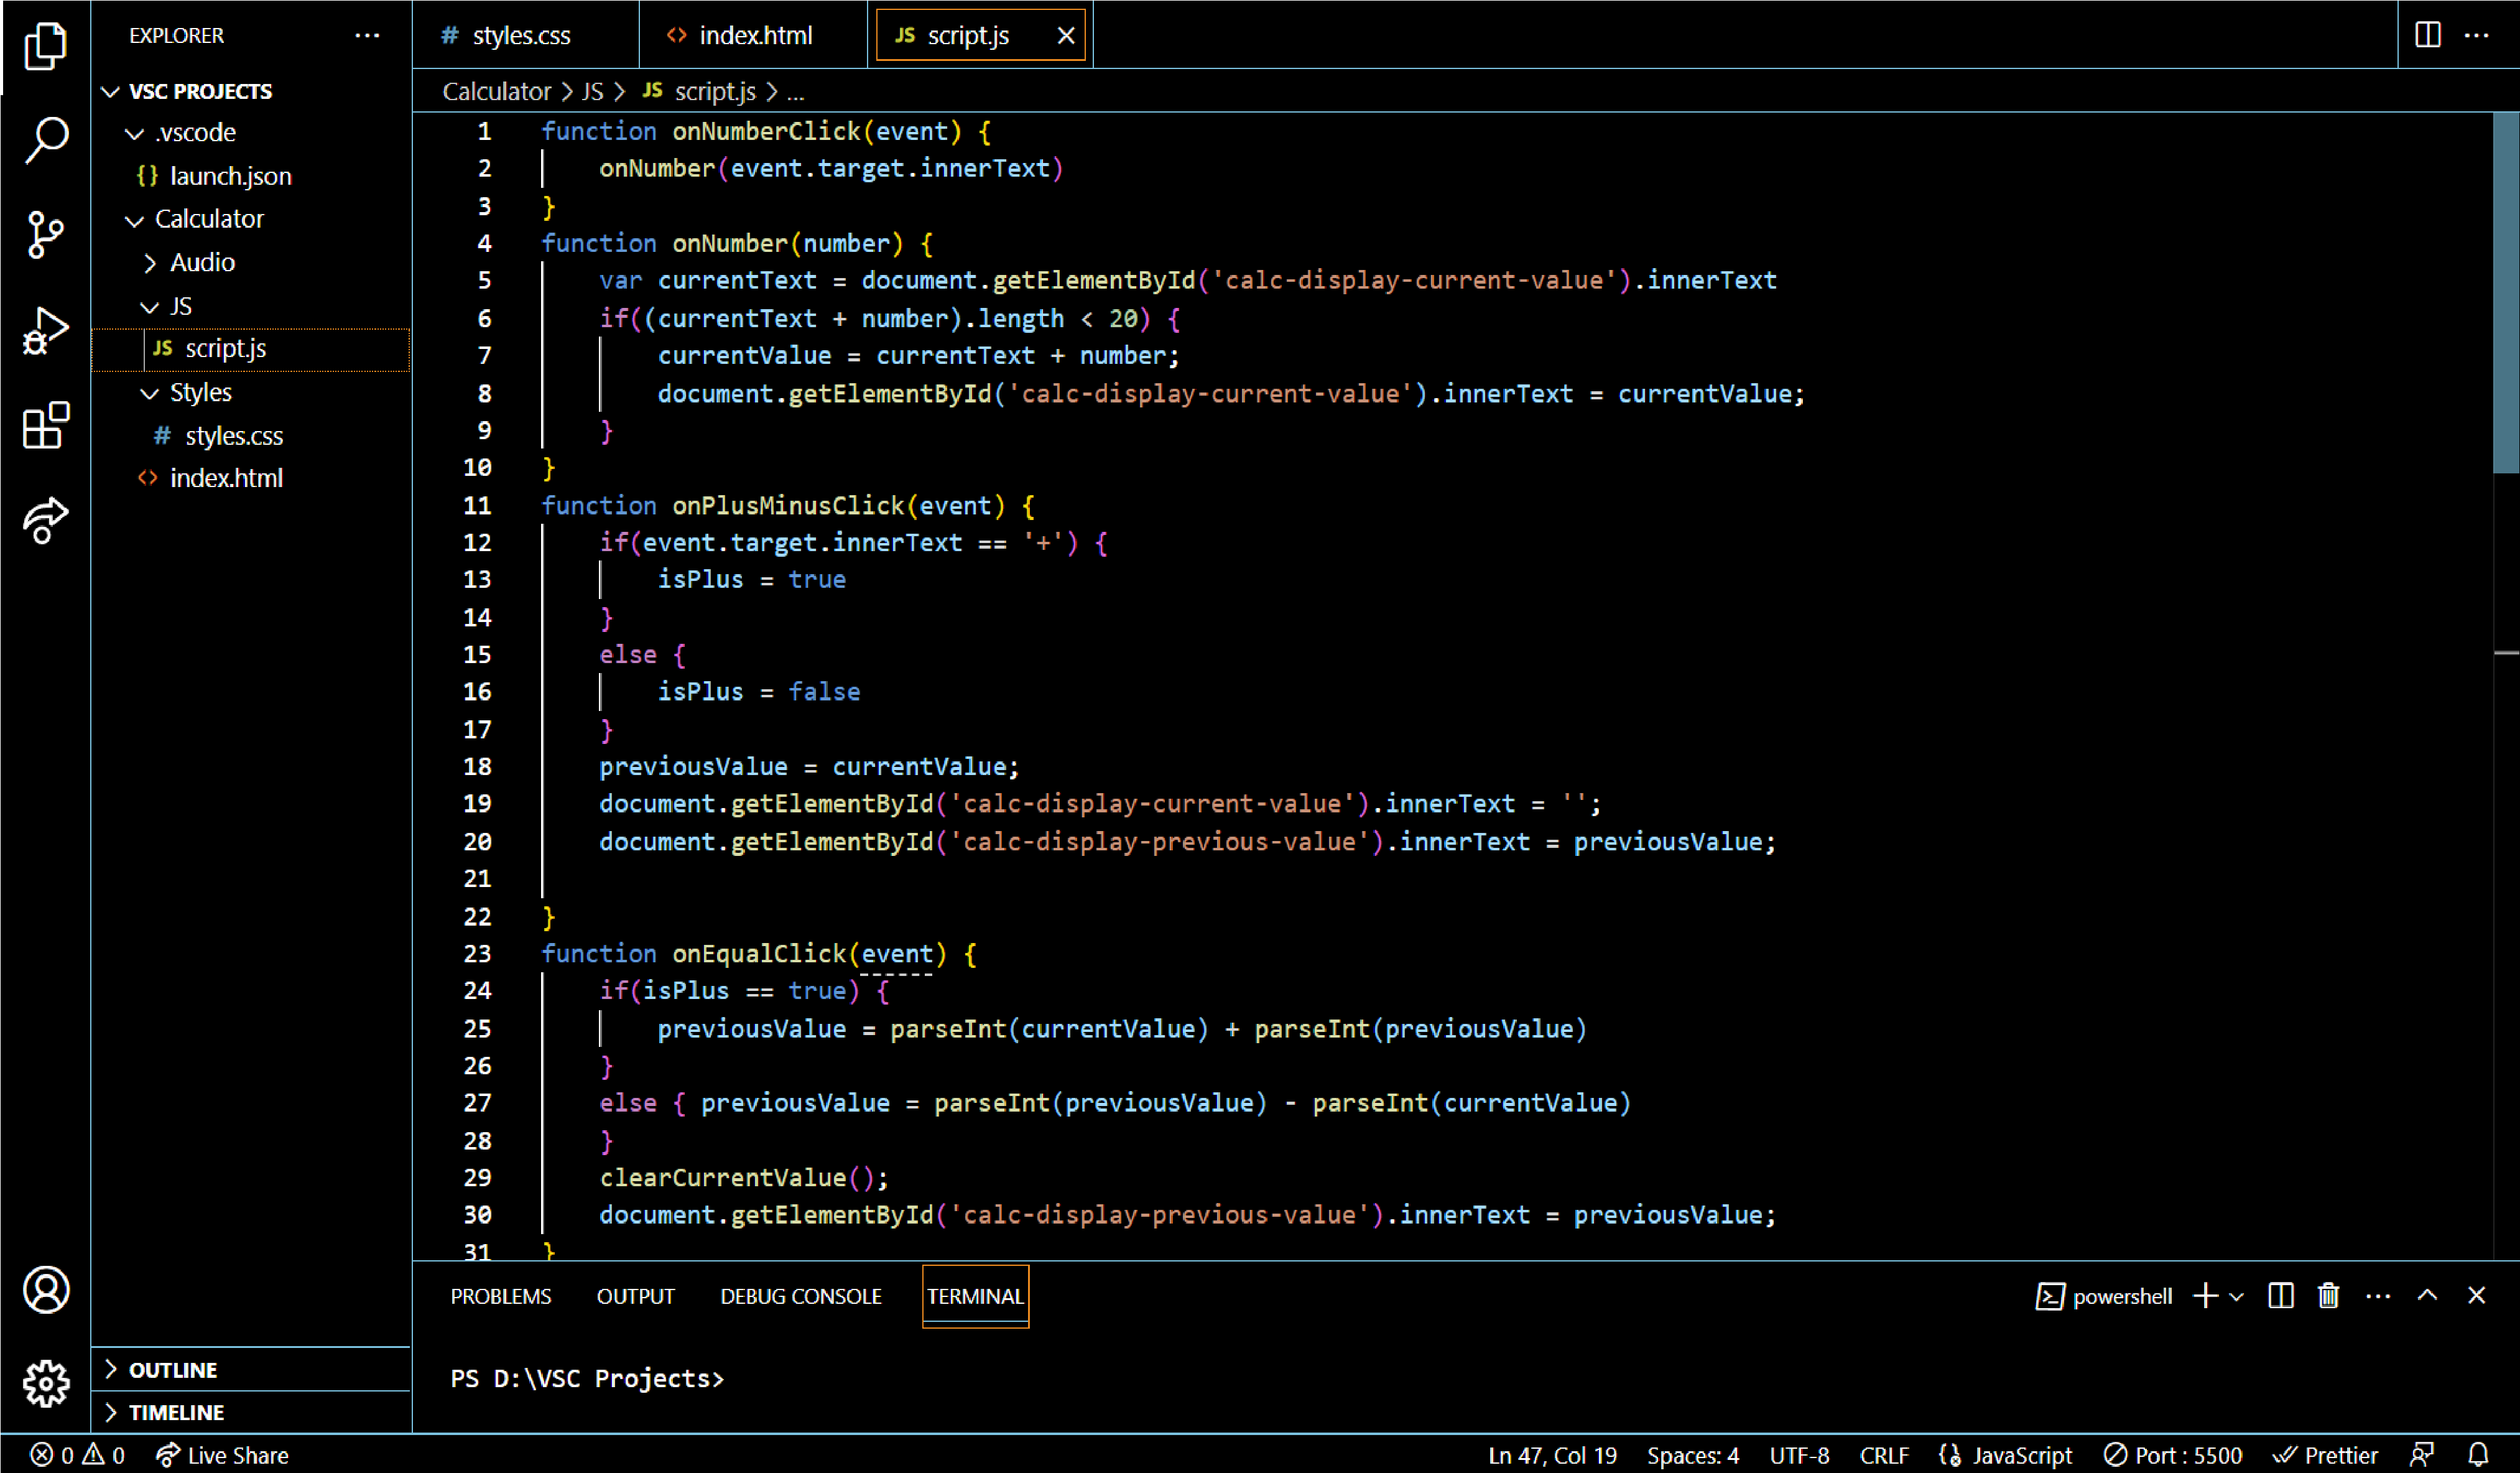 EXPLORER
VSC PROJECTS
.vscode
{} launch.json
Calculator
Audio
JS
JS script.js
Styles
# styles.css
<> index.html
OUTLINE
TIMELINE
# styles.css
<> index.html
JS script.js
Calculator > JS > JS script.js > ...
1 function onNumberClick(event) {
2     onNumber(event.target.innerText)
3 }
4 function onNumber(number) {
5     var currentText = document.getElementById('calc-display-current-value').innerText
6     if((currentText + number).length < 20) {
7         currentValue = currentText + number;
8         document.getElementById('calc-display-current-value').innerText = currentValue;
9     }
10 }
11 function onPlusMinusClick(event) {
12     if(event.target.innerText == '+') {
13         isPlus = true
14     }
15     else {
16         isPlus = false
17     }
18     previousValue = currentValue;
19     document.getElementById('calc-display-current-value').innerText = '';
20     document.getElementById('calc-display-previous-value').innerText = previousValue;
21
22 }
23 function onEqualClick(event) {
24     if(isPlus == true) {
25         previousValue = parseInt(currentValue) + parseInt(previousValue)
26     }
27     else { previousValue = parseInt(previousValue) - parseInt(currentValue)
28     }
29     clearCurrentValue();
30     document.getElementById('calc-display-previous-value').innerText = previousValue;
31 }
PROBLEMS OUTPUT DEBUG CONSOLE TERMINAL powershell
PS D:\VSC Projects>
0 0 Live Share Ln 47, Col 19 Spaces: 4 UTF-8 CRLF {} JavaScript Port : 5500 Prettier